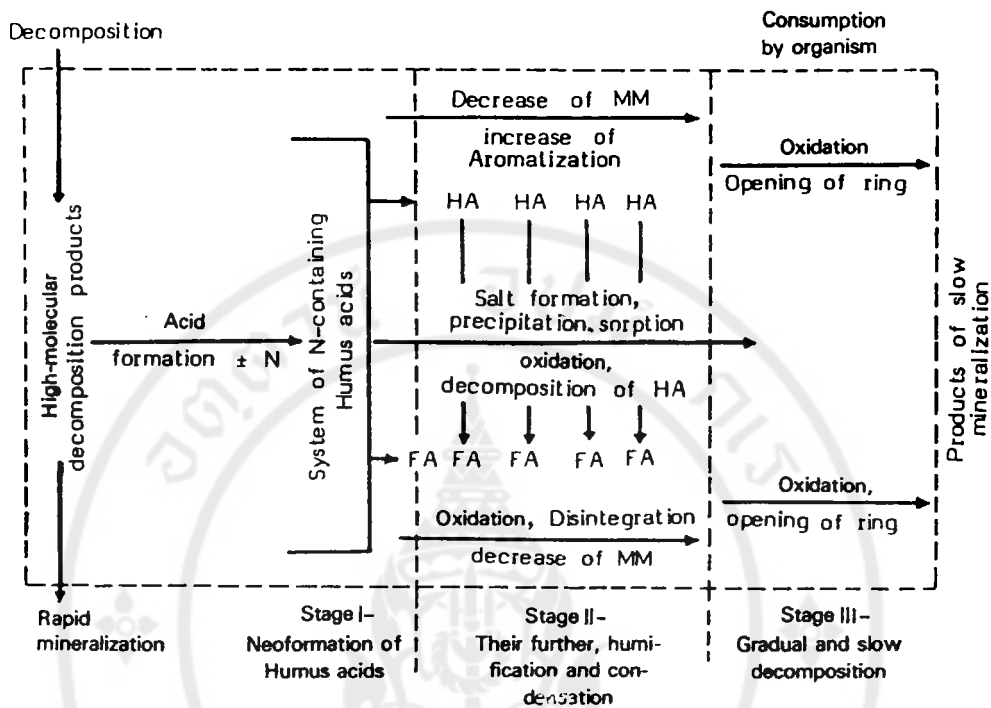 Decomposition
Consumption
by organism
High-molecular
decomposition products
Acid
formation ± N
System of N-containing
Humus acids
Decrease of MM
increase of
Aromatization
HA HA HA HA
Salt formation,
precipitation, sorption
oxidation,
decomposition of HA
FA FA FA FA FA
Oxidation, Disintegration
decrease of MM
Oxidation
Opening of ring
Oxidation,
opening of ring
Products of slow
mineralization
Rapid
mineralization
Stage I–
Neoformation of
Humus acids
Stage II–
Their further, humi-
fication and con-
densation
Stage III–
Gradual and slow
decomposition